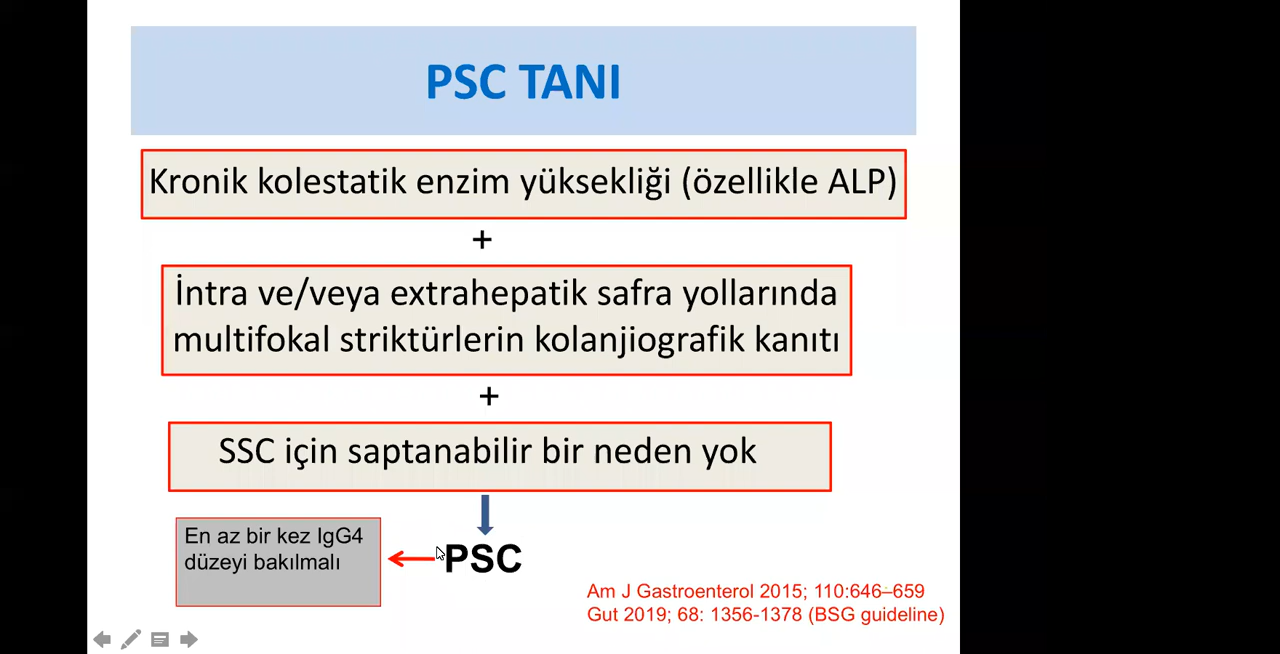 PSC TANI
Kronik kolestatik enzim yüksekliği (özellikle ALP)
+
İntra ve/veya extrahepatik safra yollarında
multifokal striktürlerin kolanjiografik kanıtı
+
SSC için saptanabilir bir neden yok
En az bir kez IgG4
düzeyi bakılmalı
PSC
Am J Gastroenterol 2015; 110:646–659
Gut 2019; 68: 1356-1378 (BSG guideline)